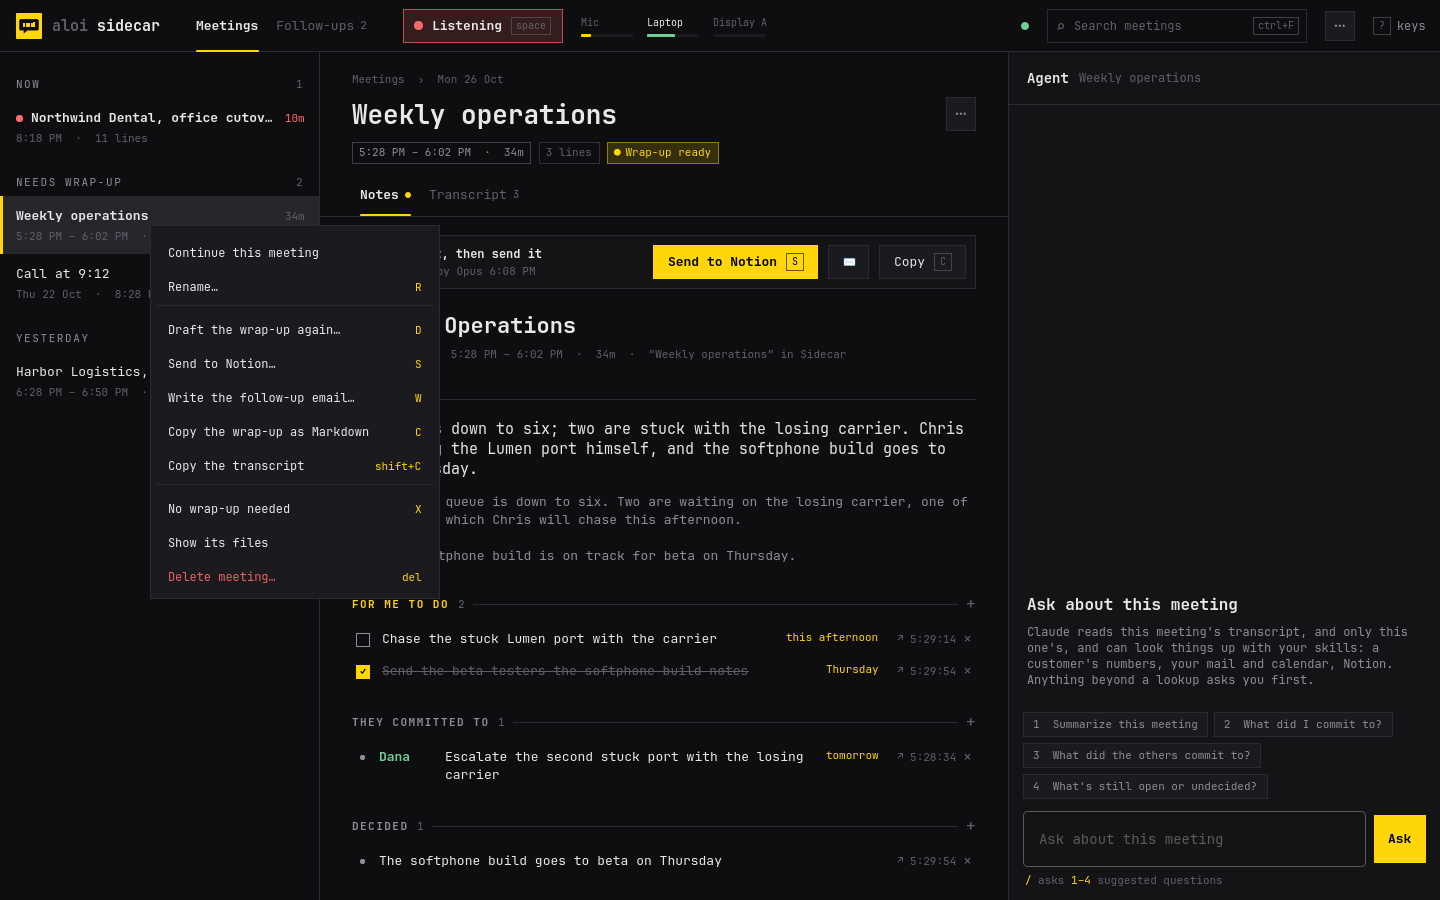 aloi sidecar
Meetings
Follow-ups 2
Listening space
Mic
Laptop
Display A
Search meetings ctrl+F
? keys
NOW 1
Northwind Dental, office cutov… 10m
8:18 PM · 11 lines
NEEDS WRAP-UP 2
Weekly operations 34m
5:28 PM – 6:02 PM ·
Call at 9:12
Thu 22 Oct · 8:28
YESTERDAY
Harbor Logistics,
6:28 PM – 6:50 PM ·
Continue this meeting
Rename… R
Draft the wrap-up again… D
Send to Notion… S
Write the follow-up email… W
Copy the wrap-up as Markdown C
Copy the transcript shift+C
No wrap-up needed X
Show its files
Delete meeting… del
Meetings › Mon 26 Oct
Weekly operations
5:28 PM – 6:02 PM · 34m
3 lines
Wrap-up ready
Notes
Transcript 3
, then send it
by Opus 6:08 PM
Send to Notion S
Copy C
Operations
5:28 PM – 6:02 PM · 34m · "Weekly operations" in Sidecar
down to six; two are stuck with the losing carrier. Chris
the Lumen port himself, and the softphone build goes to
day.
queue is down to six. Two are waiting on the losing carrier, one of
which Chris will chase this afternoon.
tphone build is on track for beta on Thursday.
FOR ME TO DO 2 +
Chase the stuck Lumen port with the carrier this afternoon ↗ 5:29:14 ×
Send the beta testers the softphone build notes Thursday ↗ 5:29:54 ×
THEY COMMITTED TO 1 +
Dana Escalate the second stuck port with the losing tomorrow ↗ 5:28:34 ×
carrier
DECIDED 1 +
The softphone build goes to beta on Thursday ↗ 5:29:54 ×
Agent Weekly operations
Ask about this meeting
Claude reads this meeting's transcript, and only this
one's, and can look things up with your skills: a
customer's numbers, your mail and calendar, Notion.
Anything beyond a lookup asks you first.
1 Summarize this meeting
2 What did I commit to?
3 What did the others commit to?
4 What's still open or undecided?
Ask about this meeting
Ask
/ asks 1–4 suggested questions